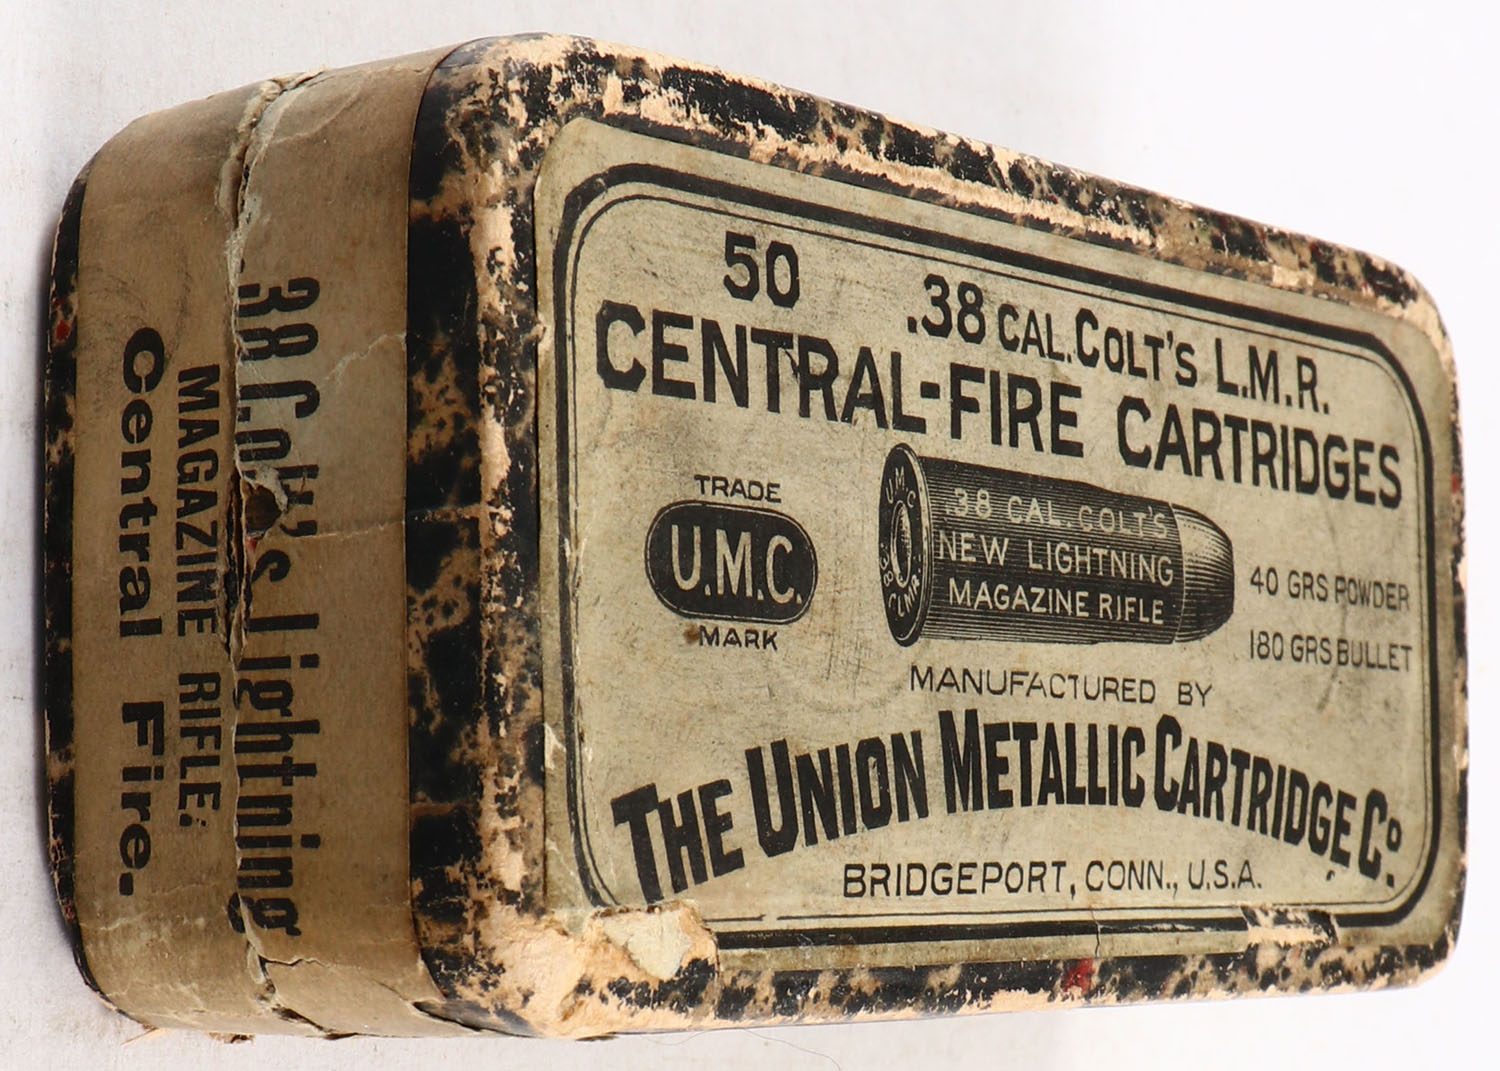 50 .38 CAL. COLT'S L.M.R.
CENTRAL-FIRE CARTRIDGES
TRADE
U.M.C.
MARK
U M C
38
C.L.M.R.
.38 CAL. COLT'S
NEW LIGHTNING
MAGAZINE RIFLE
40 GRS POWDER
180 GRS BULLET
MANUFACTURED BY
THE UNION METALLIC CARTRIDGE Co.
BRIDGEPORT, CONN., U.S.A.
.38 Colt's Lightning
MAGAZINE RIFLE:
Central Fire.